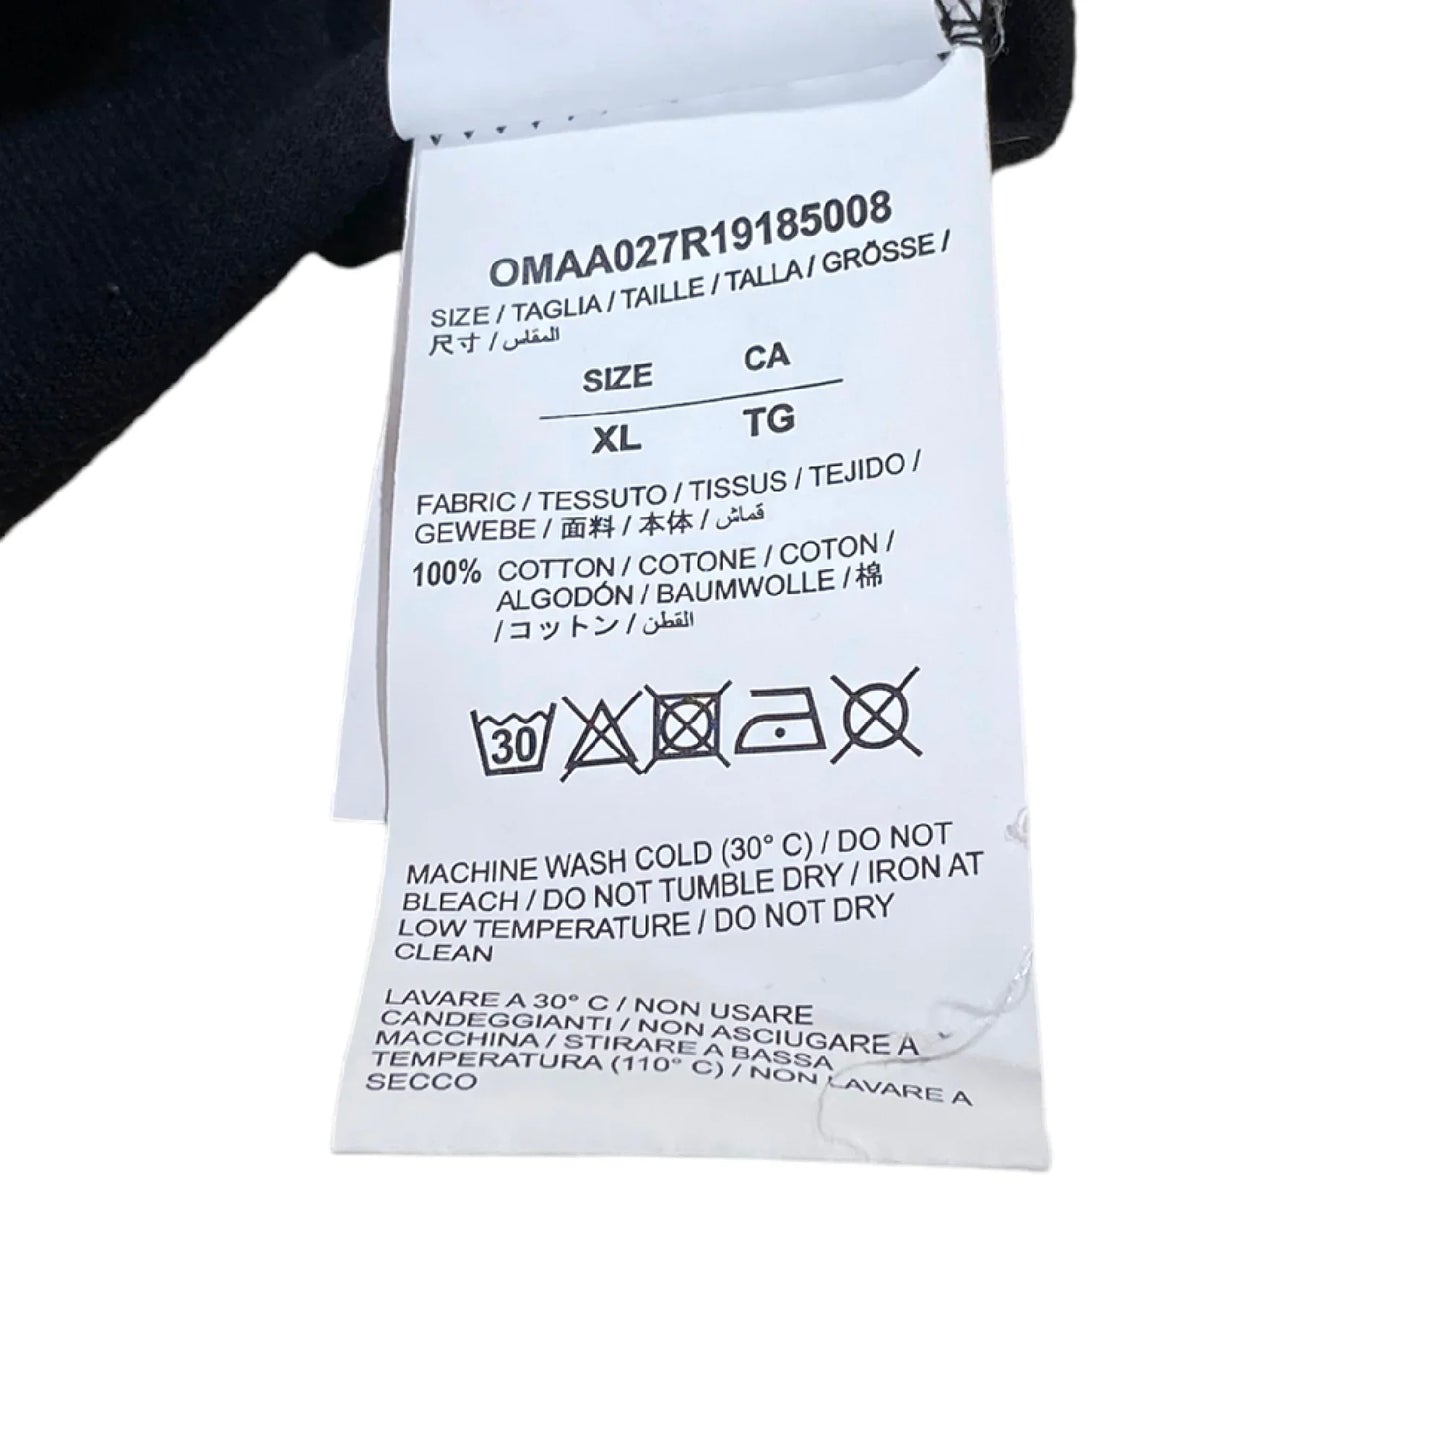 OMAA027R19185008
SIZE / TAGLIA / TAILLE / TALLA / GRÖSSE /
尺寸 / المقاس
SIZE CA
XL TG
FABRIC / TESSUTO / TISSUS / TEJIDO /
GEWEBE / 面料 / 本体 / قماش
100% COTTON / COTONE / COTON /
ALGODÓN / BAUMWOLLE / 棉
/ コットン / القطن
30
MACHINE WASH COLD (30° C) / DO NOT
BLEACH / DO NOT TUMBLE DRY / IRON AT
LOW TEMPERATURE / DO NOT DRY
CLEAN
LAVARE A 30° C / NON USARE
CANDEGGIANTI / NON ASCIUGARE A
MACCHINA / STIRARE A BASSA
TEMPERATURA (110° C) / NON LAVARE A
SECCO